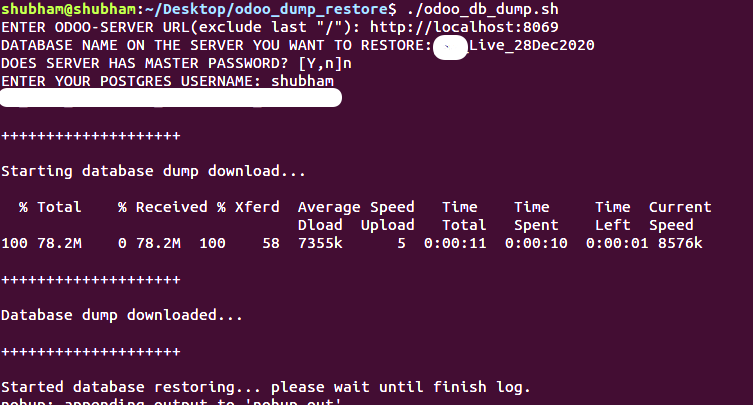 shubham@shubham:~/Desktop/odoo_dump_restore$ ./odoo_db_dump.sh
ENTER ODOO-SERVER URL(exclude last "/"): http://localhost:8069
DATABASE NAME ON THE SERVER YOU WANT TO RESTORE: _Live_28Dec2020
DOES SERVER HAS MASTER PASSWORD? [Y,n]n
ENTER YOUR POSTGRES USERNAME: shubham
++++++++++++++++++++
Starting database dump download...
% Total % Received % Xferd Average Speed Time Time Time Current
Dload Upload Total Spent Left Speed
100 78.2M 0 78.2M 100 58 7355k 5 0:00:11 0:00:10 0:00:01 8576k
++++++++++++++++++++
Database dump downloaded...
++++++++++++++++++++
Started database restoring... please wait until finish log.
nohup: appending output to 'nohup.out'